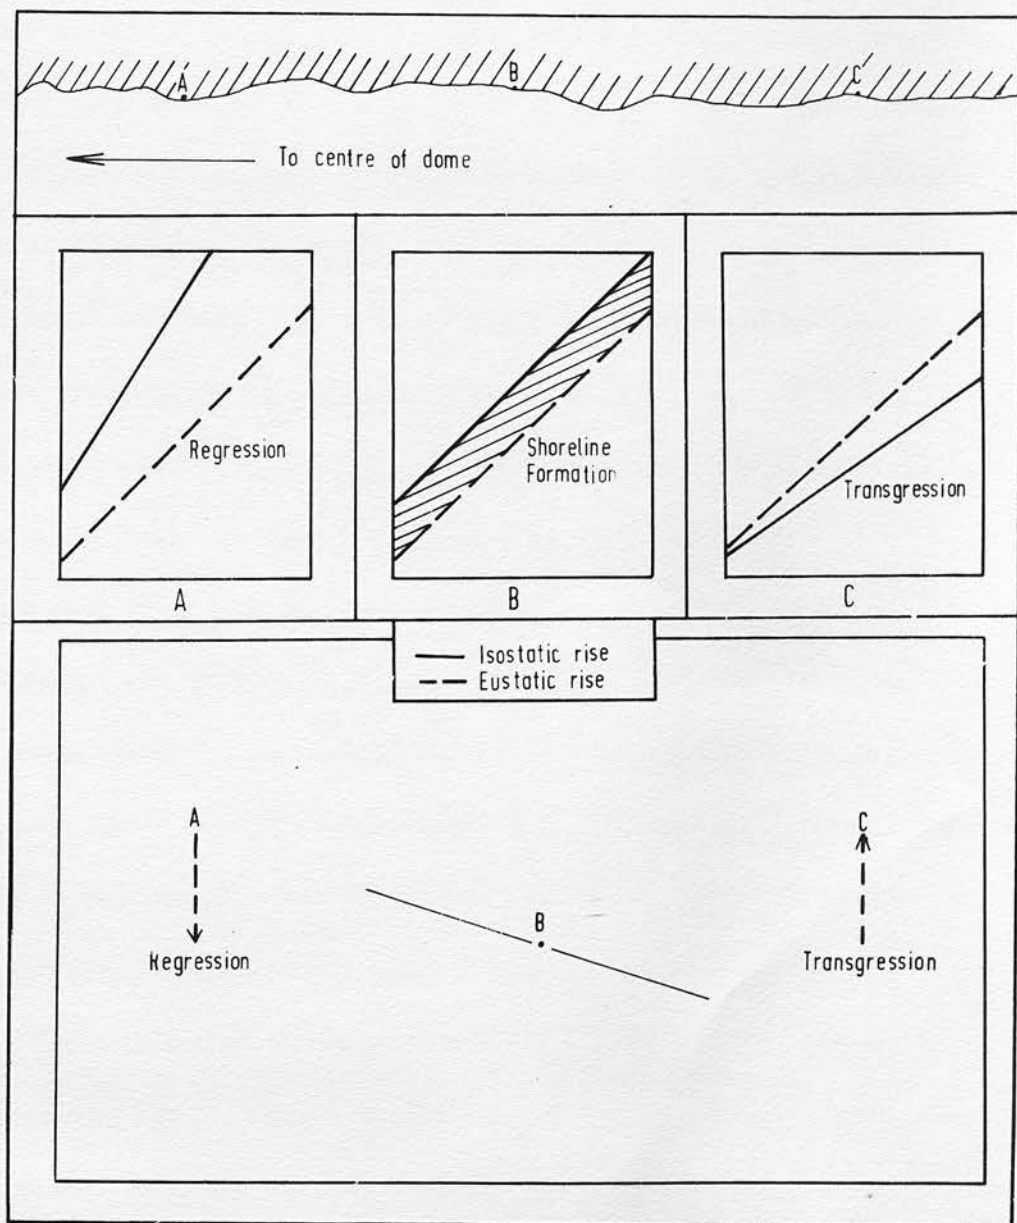 A
B
C
To centre of dome
Regression
Shoreline
Formation
Transgression
A
B
C
Isostatic rise
Eustatic rise
A
C
B
Regression
Transgression